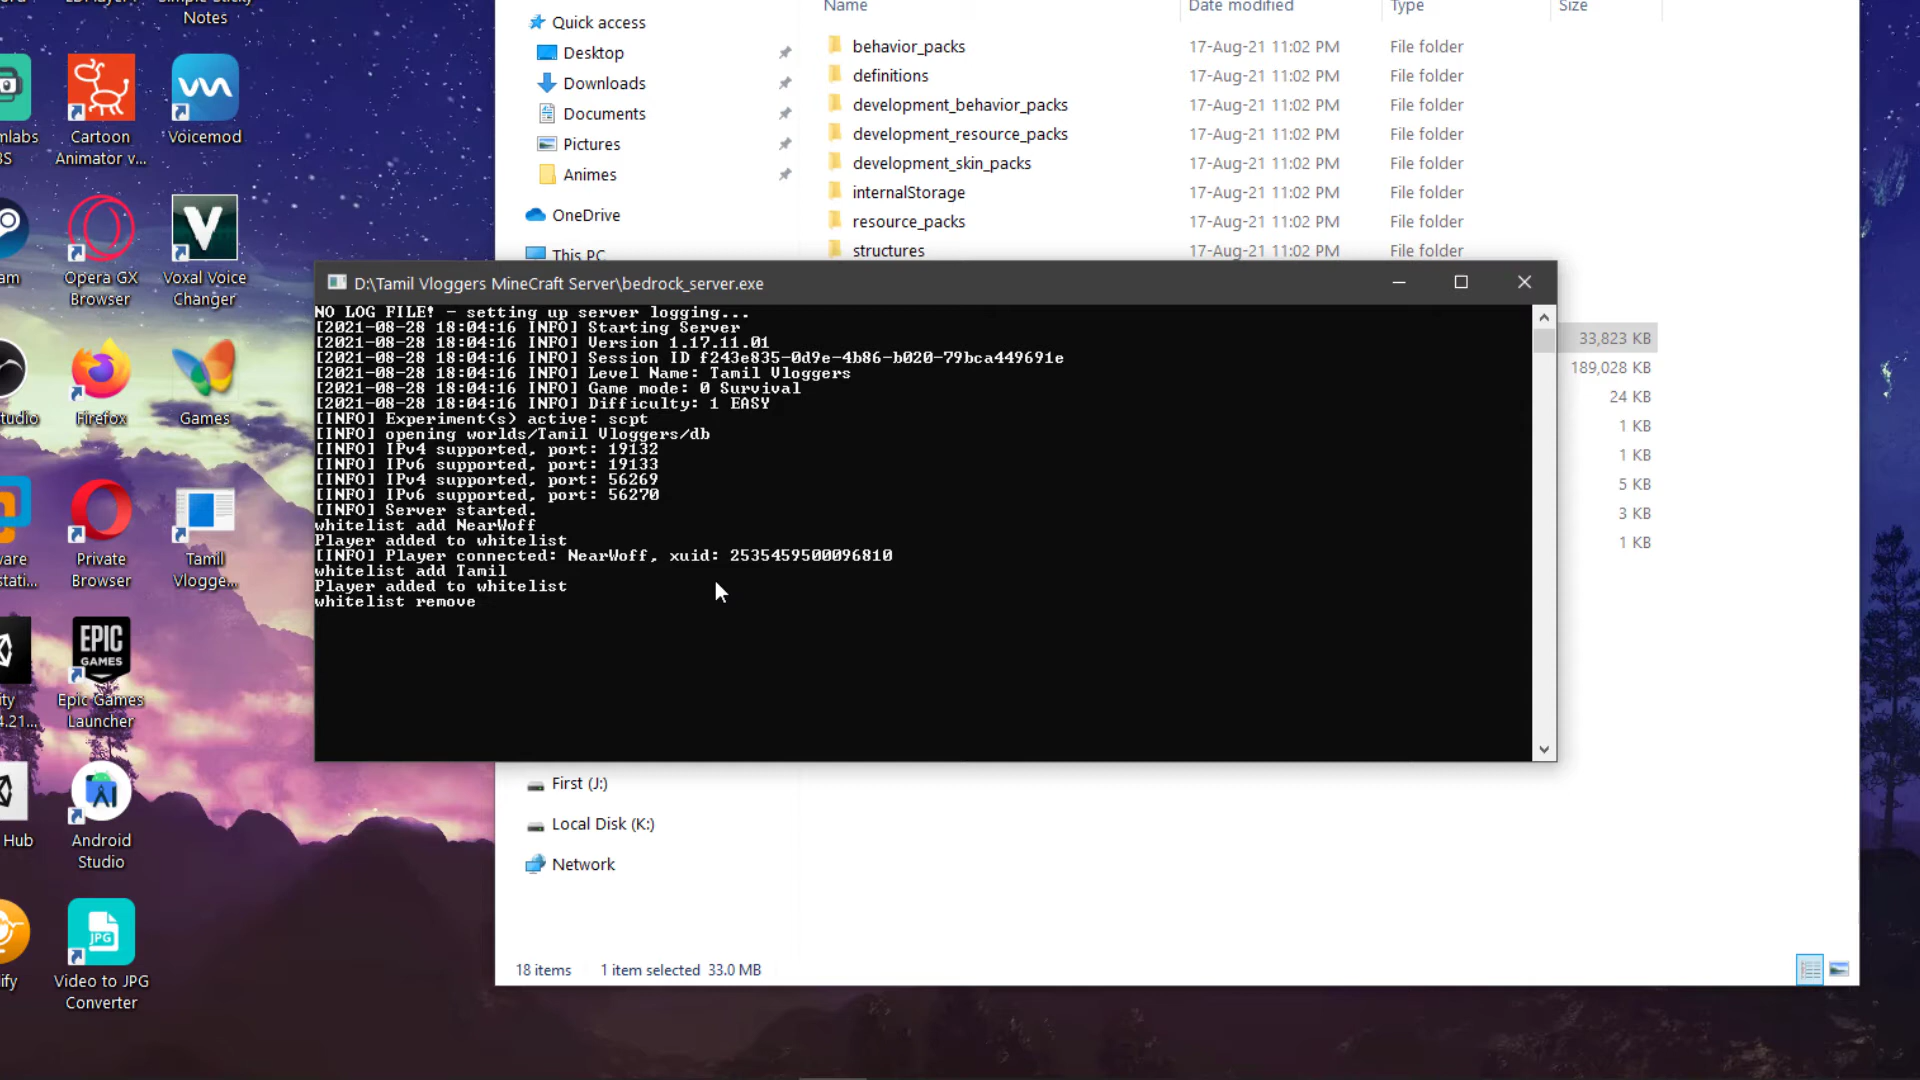 Simple Sticky
Notes
Cartoon
Animator v...
Voicemod
Opera GX
Browser
Voxal Voice
Changer
Firefox
Games
Private
Browser
Tamil
Vlogge...
EPIC
GAMES
Epic Games
Launcher
Hub
Android
Studio
JPG
Video to JPG
Converter
Name
Date modified
Type
Size
Quick access
Desktop
Downloads
Documents
Pictures
Animes
OneDrive
This PC
behavior_packs 17-Aug-21 11:02 PM File folder
definitions 17-Aug-21 11:02 PM File folder
development_behavior_packs 17-Aug-21 11:02 PM File folder
development_resource_packs 17-Aug-21 11:02 PM File folder
development_skin_packs 17-Aug-21 11:02 PM File folder
internalStorage 17-Aug-21 11:02 PM File folder
resource_packs 17-Aug-21 11:02 PM File folder
structures 17-Aug-21 11:02 PM File folder
D:\Tamil Vloggers MineCraft Server\bedrock_server.exe
NO LOG FILE! - setting up server logging...
[2021-08-28 18:04:16 INFO] Starting Server
[2021-08-28 18:04:16 INFO] Version 1.17.11.01
[2021-08-28 18:04:16 INFO] Session ID f243e835-0d9e-4b86-b020-79bca449691e
[2021-08-28 18:04:16 INFO] Level Name: Tamil Vloggers
[2021-08-28 18:04:16 INFO] Game mode: 0 Survival
[2021-08-28 18:04:16 INFO] Difficulty: 1 EASY
[INFO] Experiment(s) active: scpt
[INFO] opening worlds/Tamil Vloggers/db
[INFO] IPv4 supported, port: 19132
[INFO] IPv6 supported, port: 19133
[INFO] IPv4 supported, port: 56269
[INFO] IPv6 supported, port: 56270
[INFO] Server started.
whitelist add NearWoff
Player added to whitelist
[INFO] Player connected: NearWoff, xuid: 2535459500096810
whitelist add Tamil
Player added to whitelist
whitelist remove
33,823 KB
189,028 KB
24 KB
1 KB
1 KB
5 KB
3 KB
1 KB
First (J:)
Local Disk (K:)
Network
18 items
1 item selected 33.0 MB